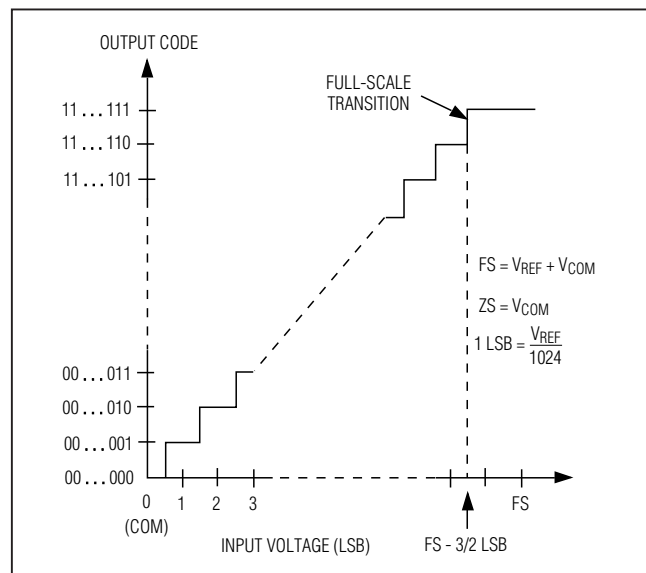 OUTPUT CODE
FULL-SCALE
TRANSITION
11...111
11...110
11...101
FS = VREF + VCOM
ZS = VCOM
1 LSB = VREF
1024
00...011
00...010
00...001
00...000
0 1 2 3 FS
(COM)
INPUT VOLTAGE (LSB)
FS - 3/2 LSB